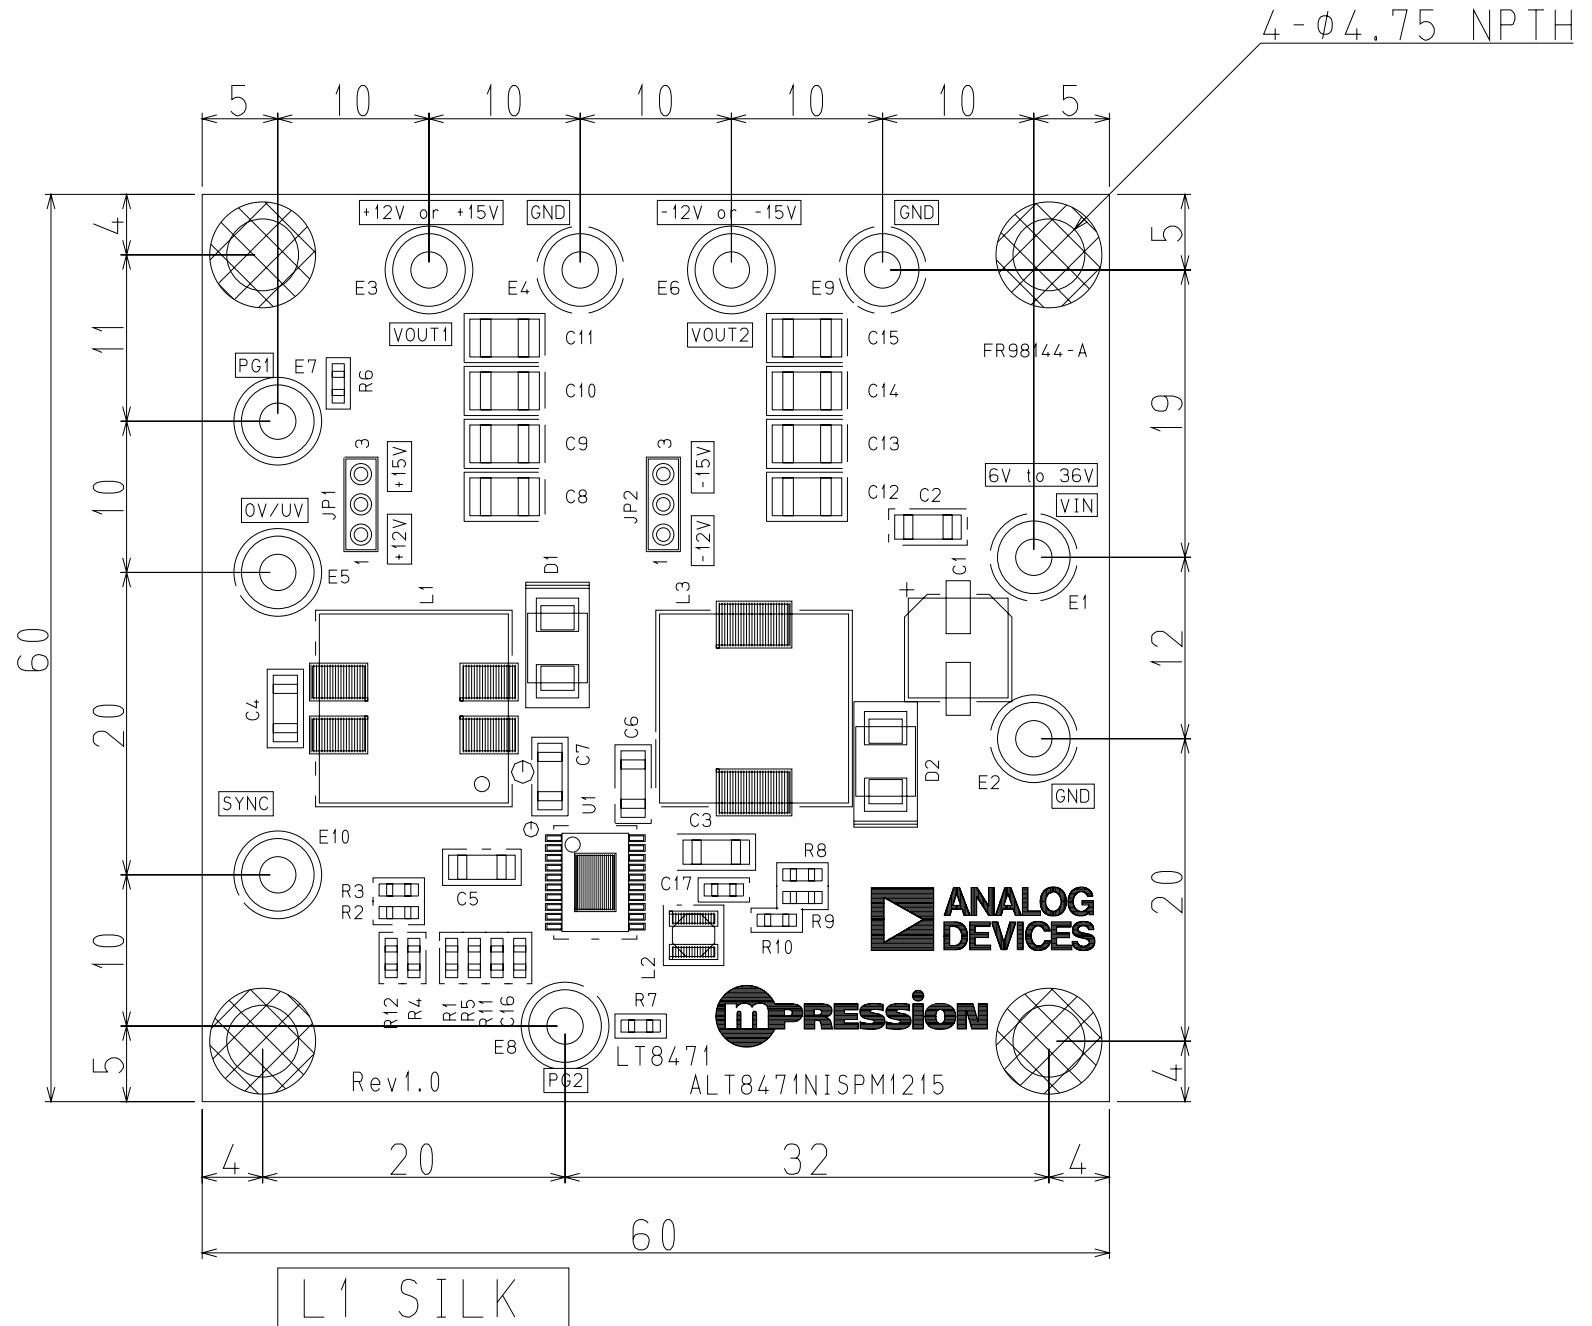 4-φ4.75 NPTH
5 10 10 10 10 10 5
+12V or +15V
GND
-12V or -15V
GND
4
5
E3
E4
E6
E9
VOUT1
C11
VOUT2
C15
FR98144-A
11
PG1
E7
R6
C10
C14
19
3
+15V
C9
3
-15V
C13
6V to 36V
10
JP1
C8
JP2
C12
C2
VIN
OV/UV
1
+12V
1
-12V
E5
L1
D1
L3
+
C1
E1
60
12
C4
20
C7
C6
D2
E2
GND
SYNC
U1
E10
C3
R8
R3
R2
C5
C17
R9
R10
ANALOG
DEVICES
20
10
L2
R12
R4
R1
R5
R11
C16
R7
mPRESSION
E8
LT8471
5
Rev1.0
PG2
ALT8471NISPM1215
4
4 20 32 4
60
L1 SILK